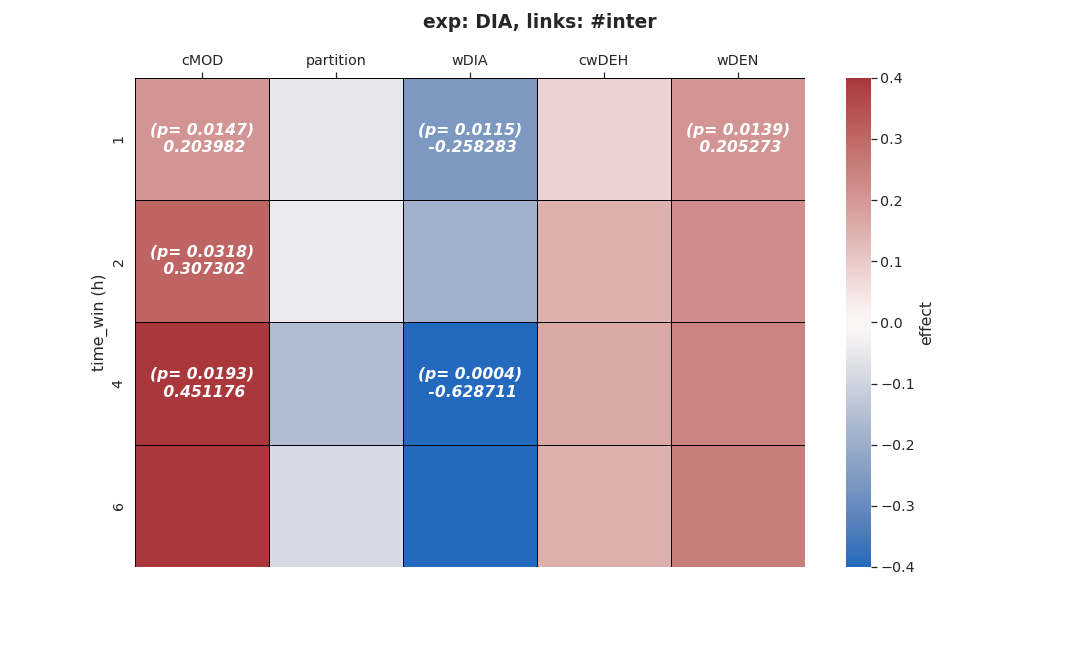 exp: DIA, links: #inter
cMOD partition wDIA cwDEH wDEN
1
(p= 0.0147)
0.203982
(p= 0.0115)
-0.258283
(p= 0.0139)
0.205273
2
(p= 0.0318)
0.307302
4
(p= 0.0193)
0.451176
(p= 0.0004)
-0.628711
6
time_win (h)
0.4
0.3
0.2
0.1
0.0
−0.1
−0.2
−0.3
−0.4
effect